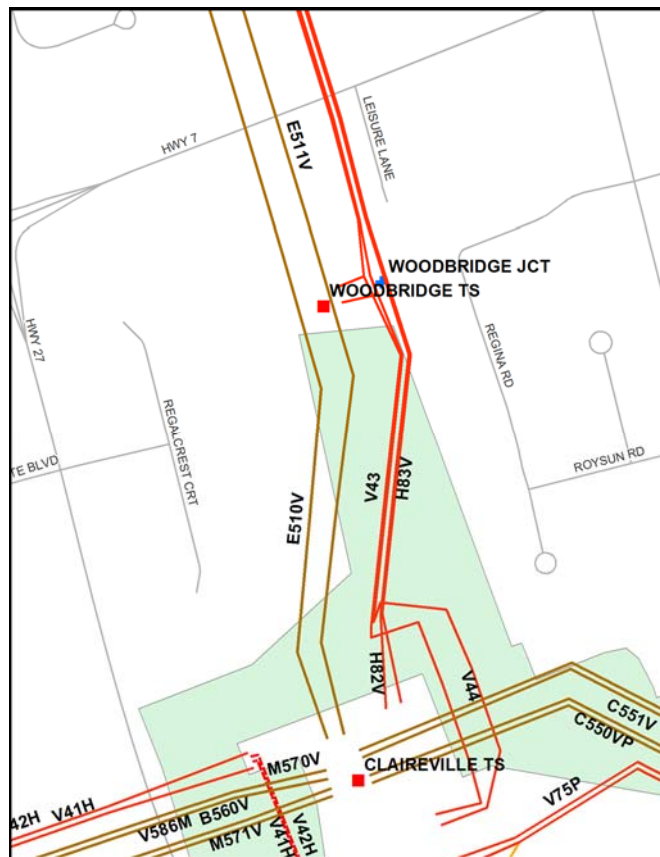 HWY 7
E511V
LEISURE LANE
WOODBRIDGE JCT
WOODBRIDGE TS
HWY 27
REGINA RD
REGALCREST CRT
TE BLVD
ROYSUN RD
V43
H83V
E510V
H82V
V44
C551V
C550VP
M570V
CLAIREVILLE TS
V75P
42H
V41H
V586M
B560V
M571V
V41H
V42H